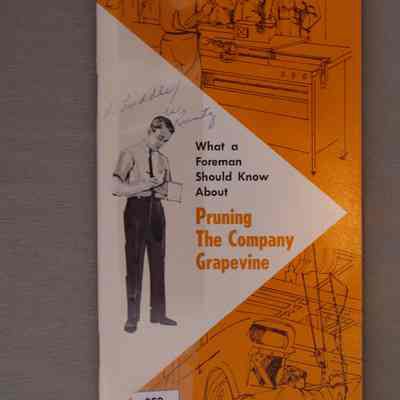 What a
Foreman
Should Know
About
Pruning
The Company
Grapevine